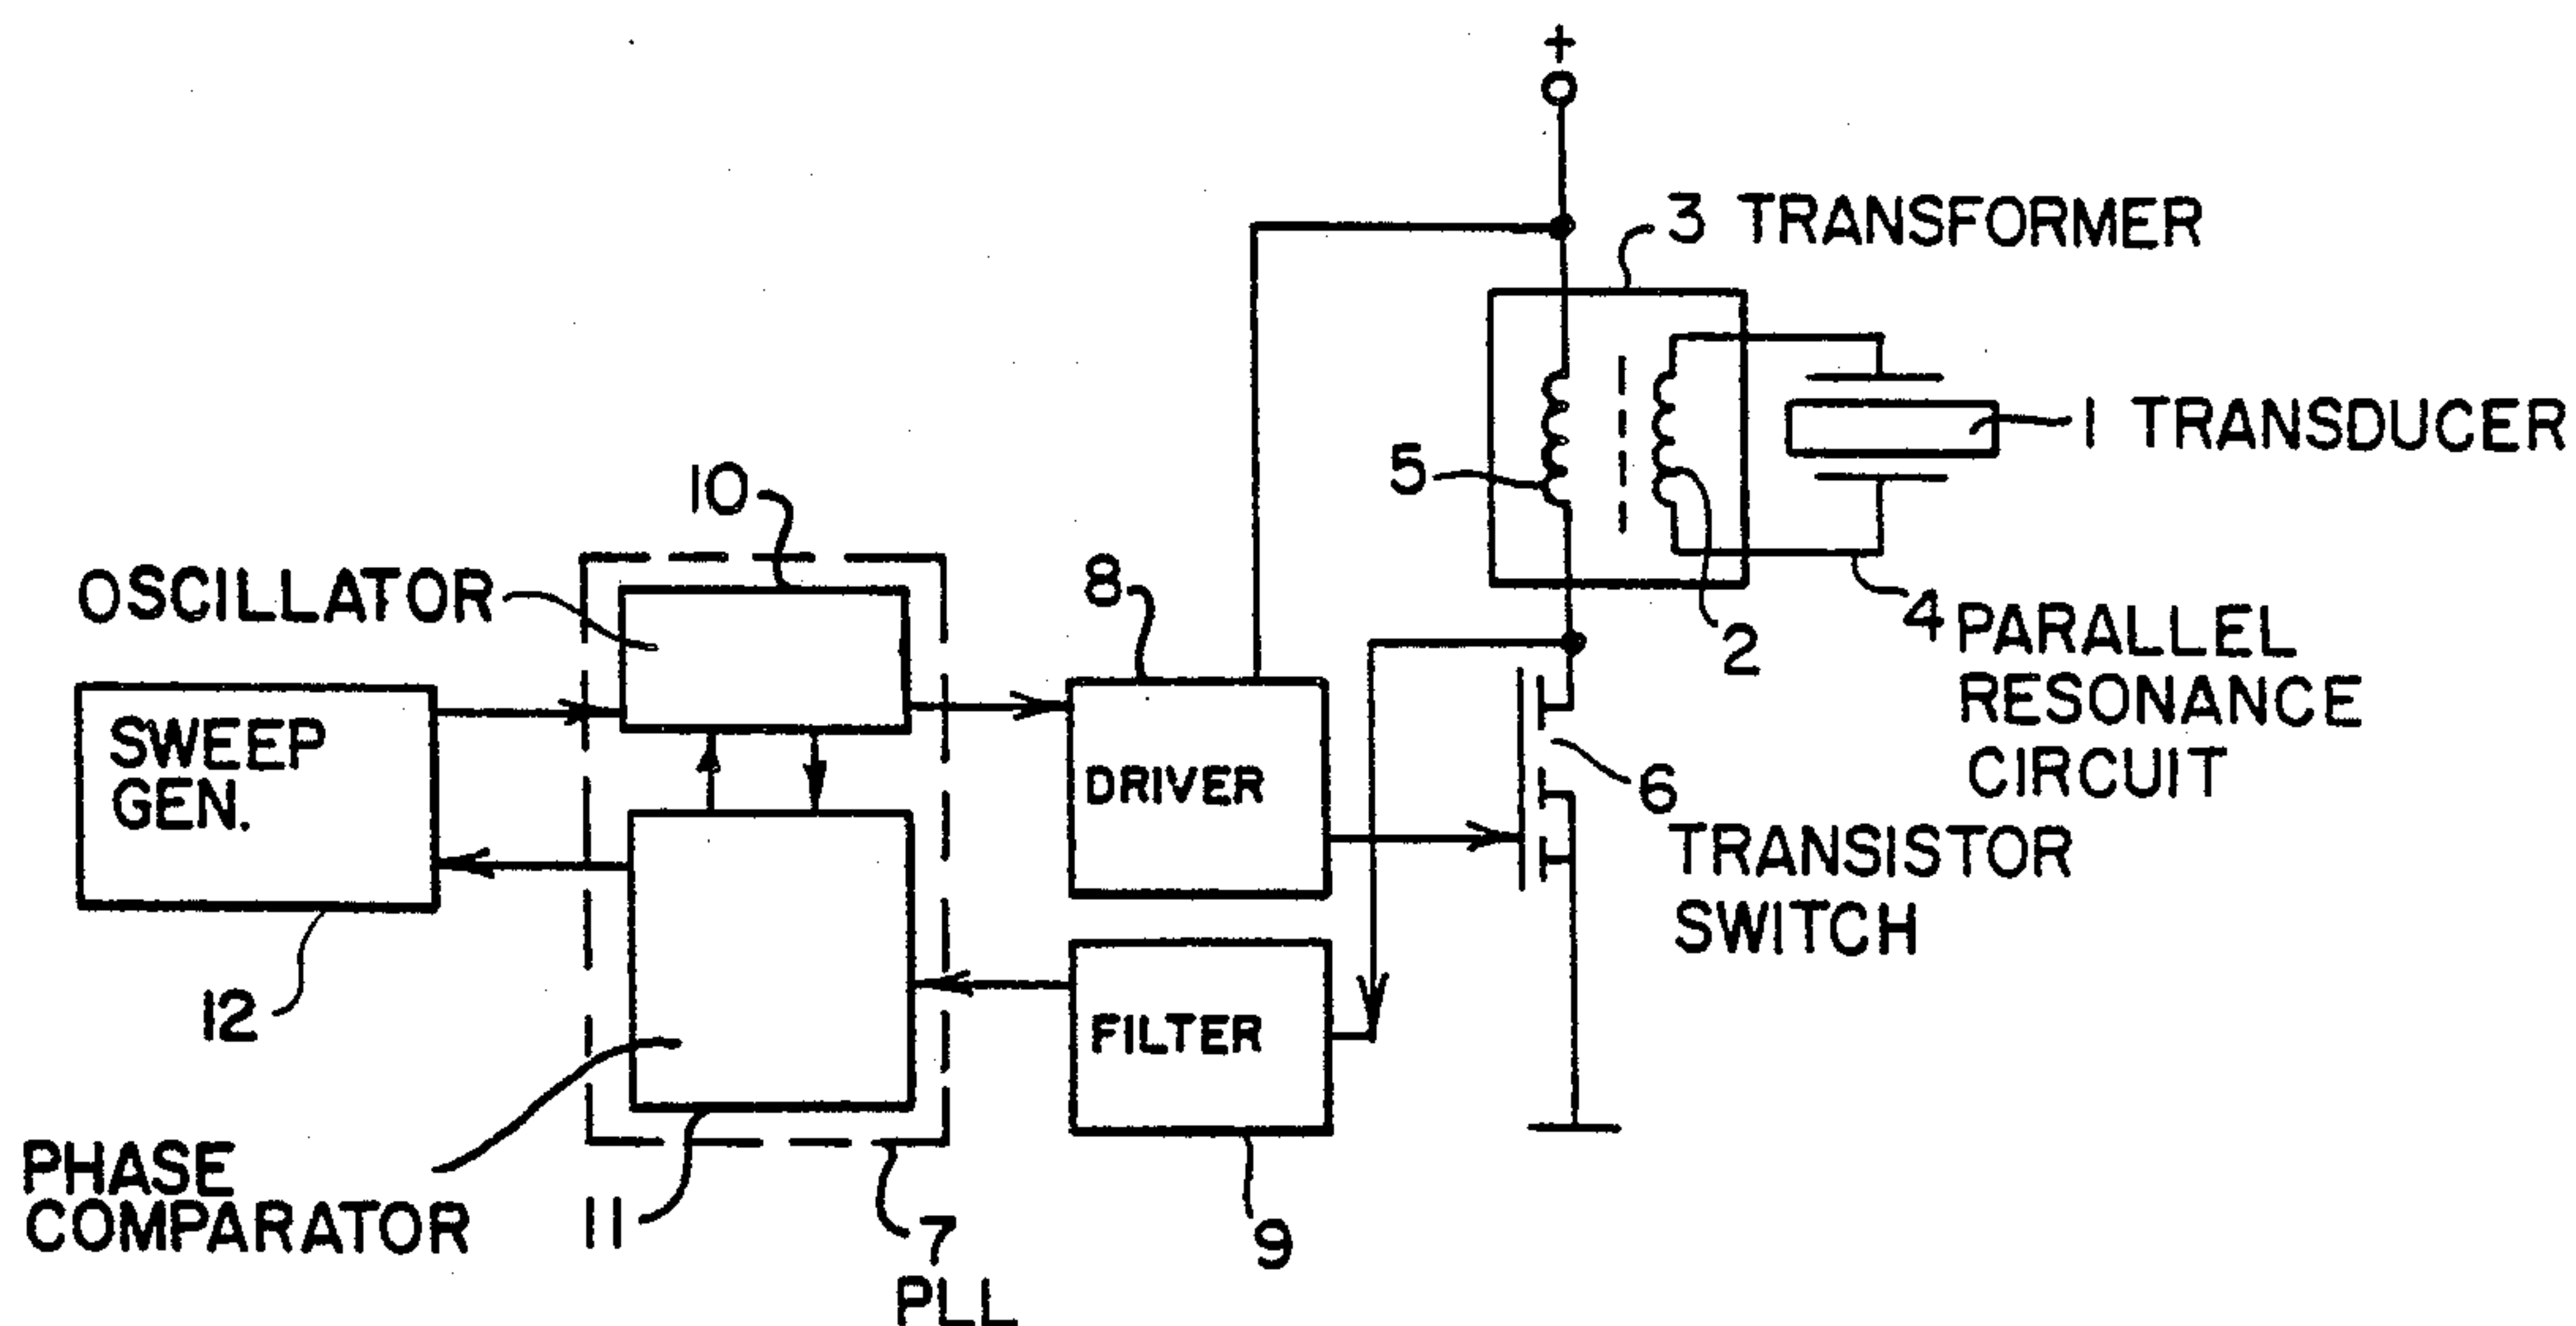 +
3 TRANSFORMER
1 TRANSDUCER
5
10
OSCILLATOR
8
2
4 PARALLEL
RESONANCE
CIRCUIT
SWEEP
GEN.
DRIVER
6
TRANSISTOR
SWITCH
12
FILTER
PHASE
COMPARATOR
11
7
PLL
9